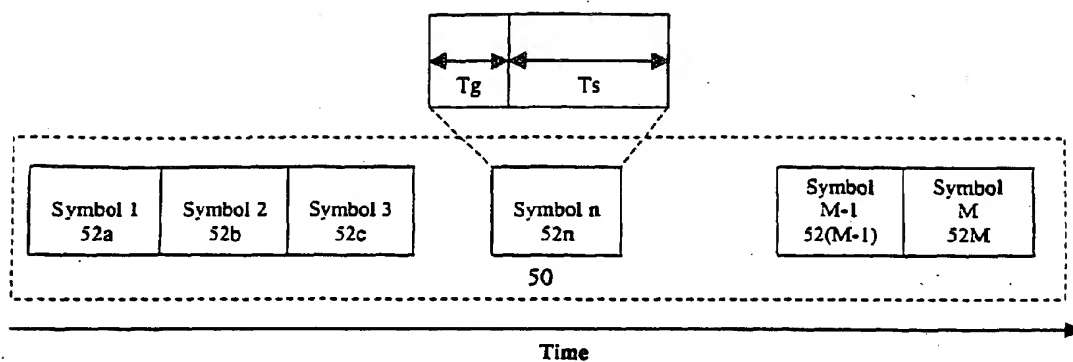 Tg
Ts
Symbol 1
52a
Symbol 2
52b
Symbol 3
52c
Symbol n
52n
Symbol
M-1
52(M-1)
Symbol
M
52M
50
Time